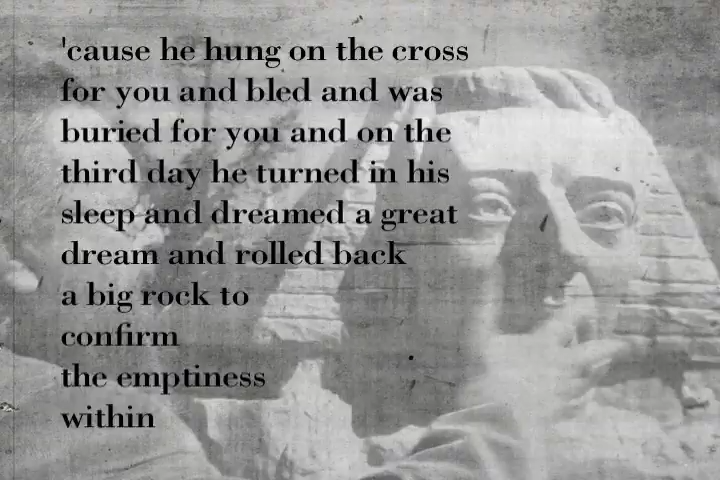 'cause he hung on the cross
for you and bled and was
buried for you and on the
third day he turned in his
sleep and dreamed a great
dream and rolled back
a big rock to
confirm
the emptiness
within